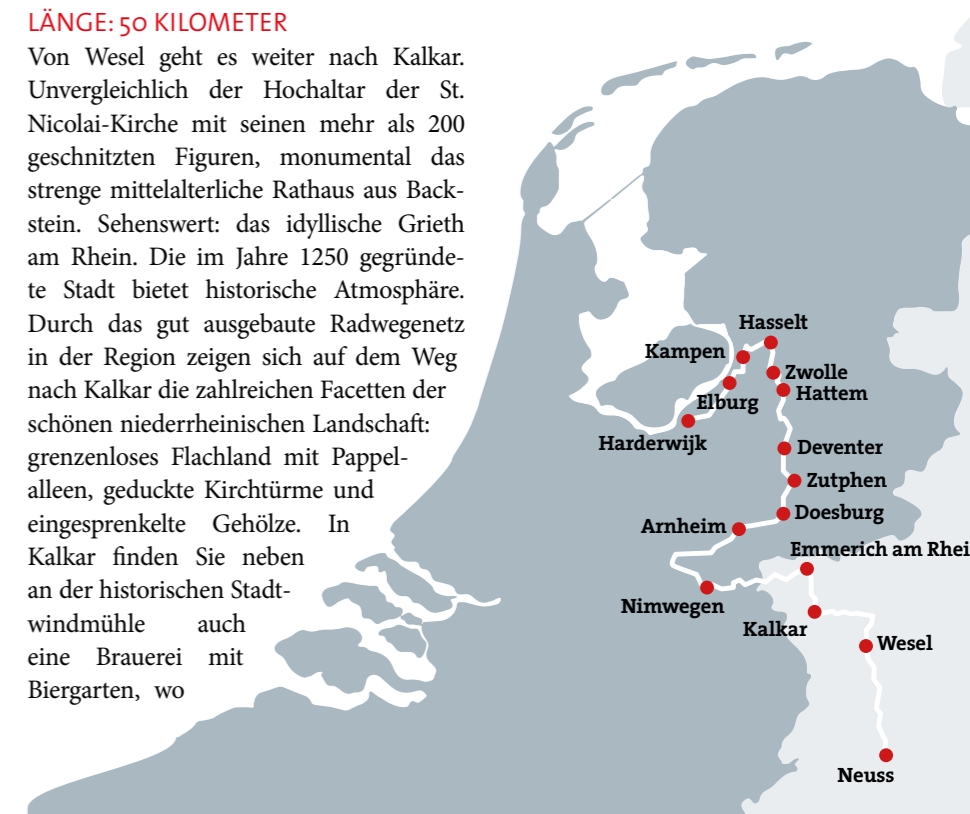 LÄNGE: 50 KILOMETER
Von Wesel geht es weiter nach Kalkar.
Unvergleichlich der Hochaltar der St.
Nicolai-Kirche mit seinen mehr als 200
geschnitzten Figuren, monumental das
strenge mittelalterliche Rathaus aus Back-
stein. Sehenswert: das idyllische Grieth
am Rhein. Die im Jahre 1250 gegründe-
te Stadt bietet historische Atmosphäre.
Durch das gut ausgebaute Radwegenetz
in der Region zeigen sich auf dem Weg
nach Kalkar die zahlreichen Facetten der
schönen niederrheinischen Landschaft:
grenzenloses Flachland mit Pappel-
alleen, geduckte Kirchtürme und
eingesprenkelte Gehölze. In
Kalkar finden Sie neben
an der historischen Stadt-
windmühle auch
eine Brauerei mit
Biergarten, wo
Hasselt
Kampen
Zwolle
Hattem
Elburg
Harderwijk
Deventer
Zutphen
Doesburg
Arnheim
Emmerich am Rhei
Nimwegen
Kalkar
Wesel
Neuss